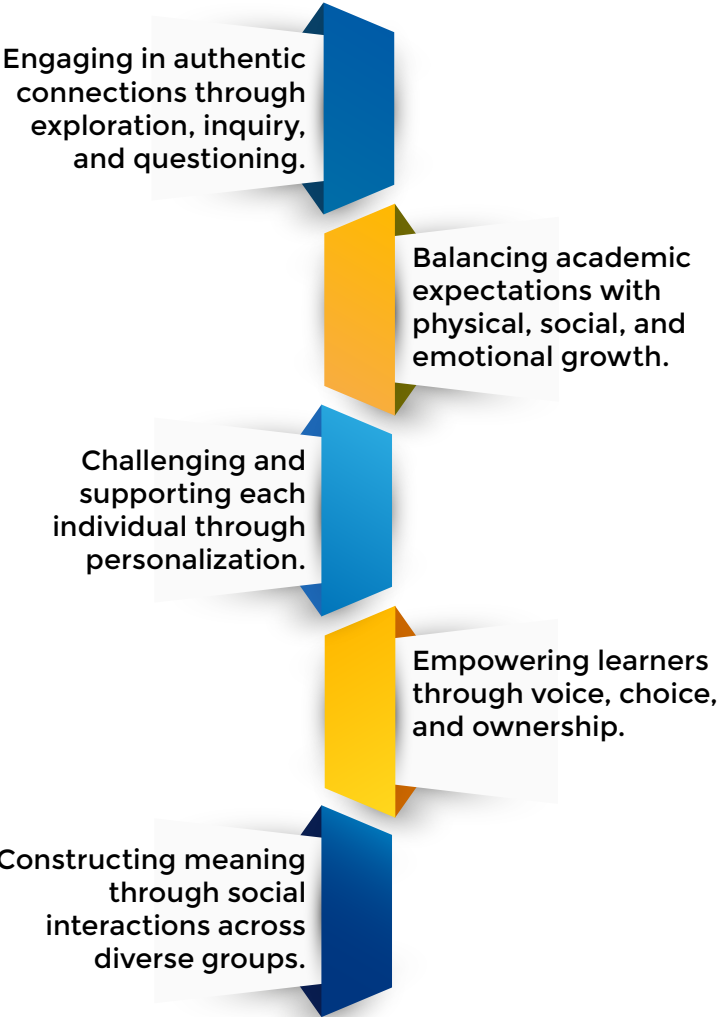 Engaging in authentic
connections through
exploration, inquiry,
and questioning.
Balancing academic
expectations with
physical, social, and
emotional growth.
Challenging and
supporting each
individual through
personalization.
Empowering learners
through voice, choice,
and ownership.
Constructing meaning
through social
interactions across
diverse groups.